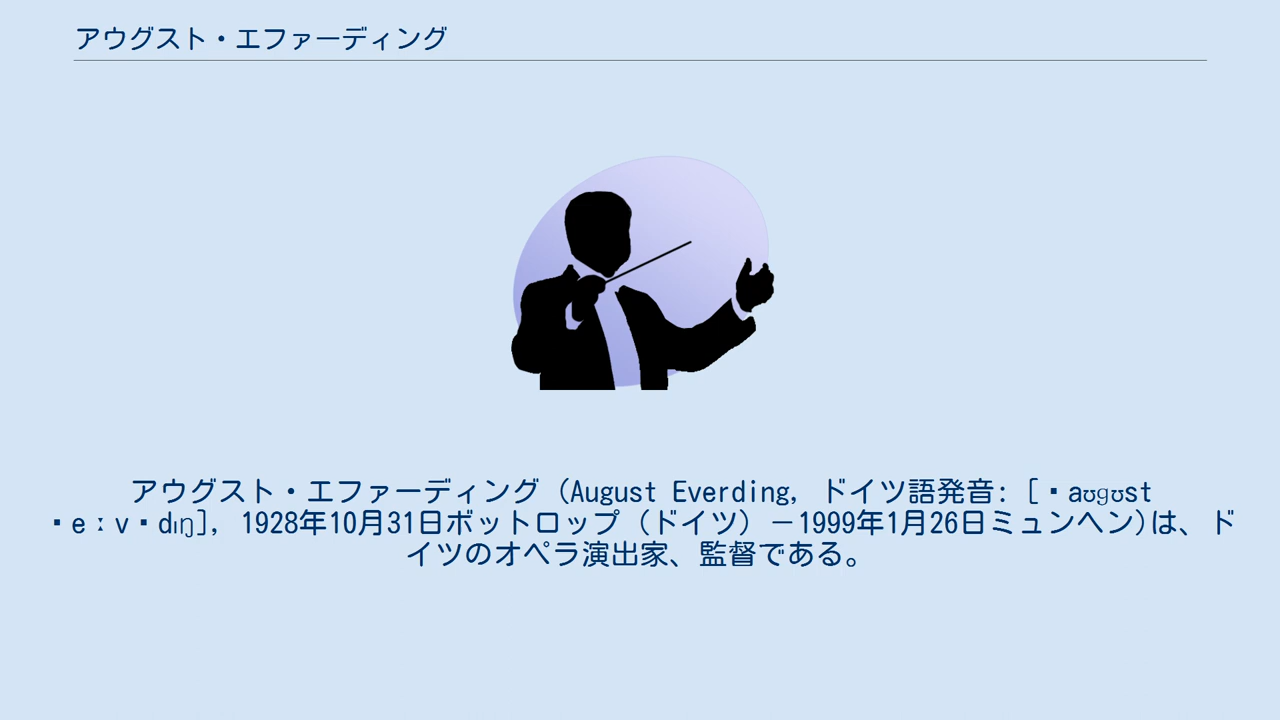 アウグスト・エファーディング
アウグスト・エファーディング (August Everding, ドイツ語発音: [▪aʊɡʊst
▪eːv▪dɪŋ], 1928年10月31日ボットロップ（ドイツ）－1999年1月26日ミュンヘン)は、ド
イツのオペラ演出家、監督である。